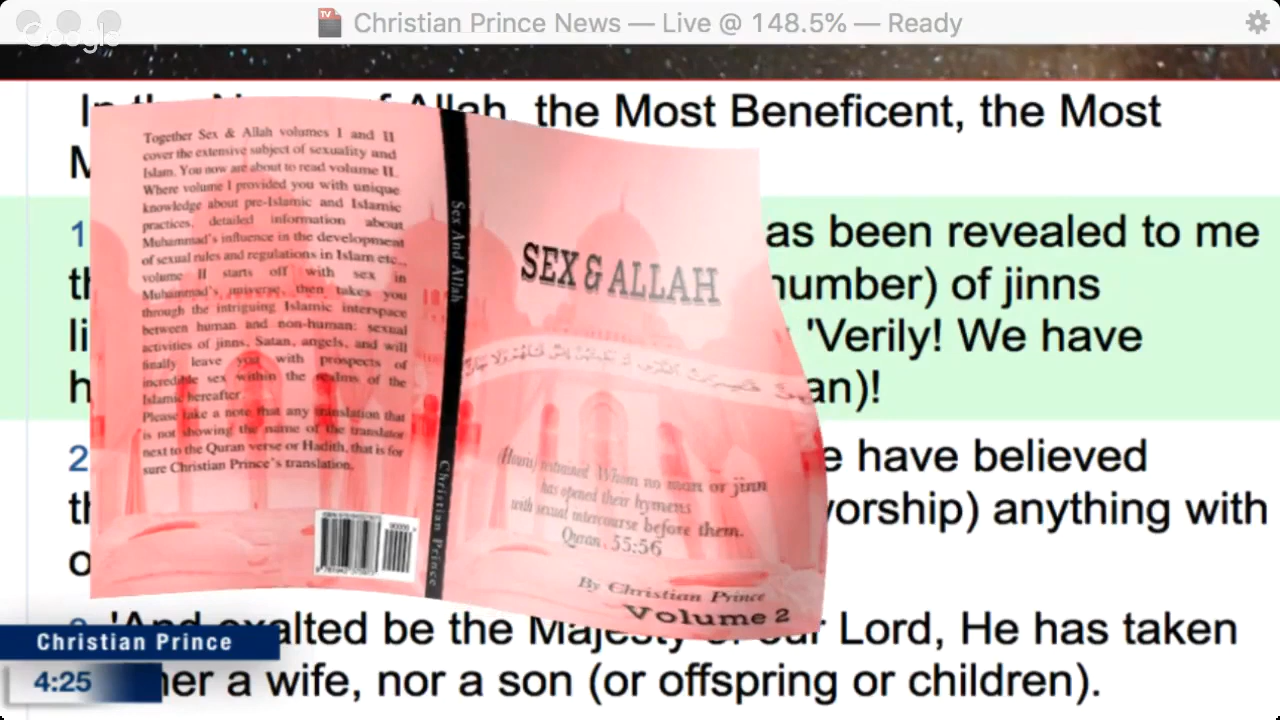 Christian Prince News — Live @ 148.5% — Ready
Google
TV
In the Name of Allah, the Most Beneficent, the Most
M
1 as been revealed to me
th number) of jinns
li 'Verily! We have
h an)!
2 e have believed
th worship) anything with
o
'And exalted be the Majesty of our Lord, He has taken
her a wife, nor a son (or offspring or children).
Together Sex & Allah volumes I and II
cover the extensive subject of sexuality and
Islam. You now are about to read volume II.
Where volume I provided you with unique
knowledge about pre-Islamic and Islamic
practices, detailed information about
Muhammad's influence in the development
of sexual rules and regulations in Islam etc.,
volume II starts off with sex in
Muhammad's universe, then takes you
through the intriguing Islamic interspace
between human and non-human: sexual
activities of jinns, Satan, angels, and will
finally leave you with prospects of
incredible sex within the realms of the
Islamic hereafter.
Please take a note that any translation that
is not showing the name of the translator
next to the Quran verse or Hadith, that is for
sure Christian Prince's translation.
Sex And Allah
Christian Prince
SEX & ALLAH
(Houris) restrained Whom no man or jinn
has opened their hymens
with sexual intercourse before them.
Quran, 55:56
By Christian Prince
Volume 2
Christian Prince
4:25